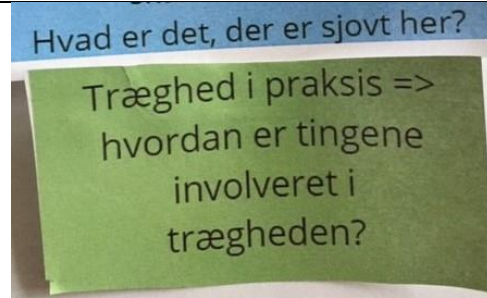 Hvad er det, der er sjovt her?
Træghed i praksis =>
hvordan er tingene
involveret i
trægheden?